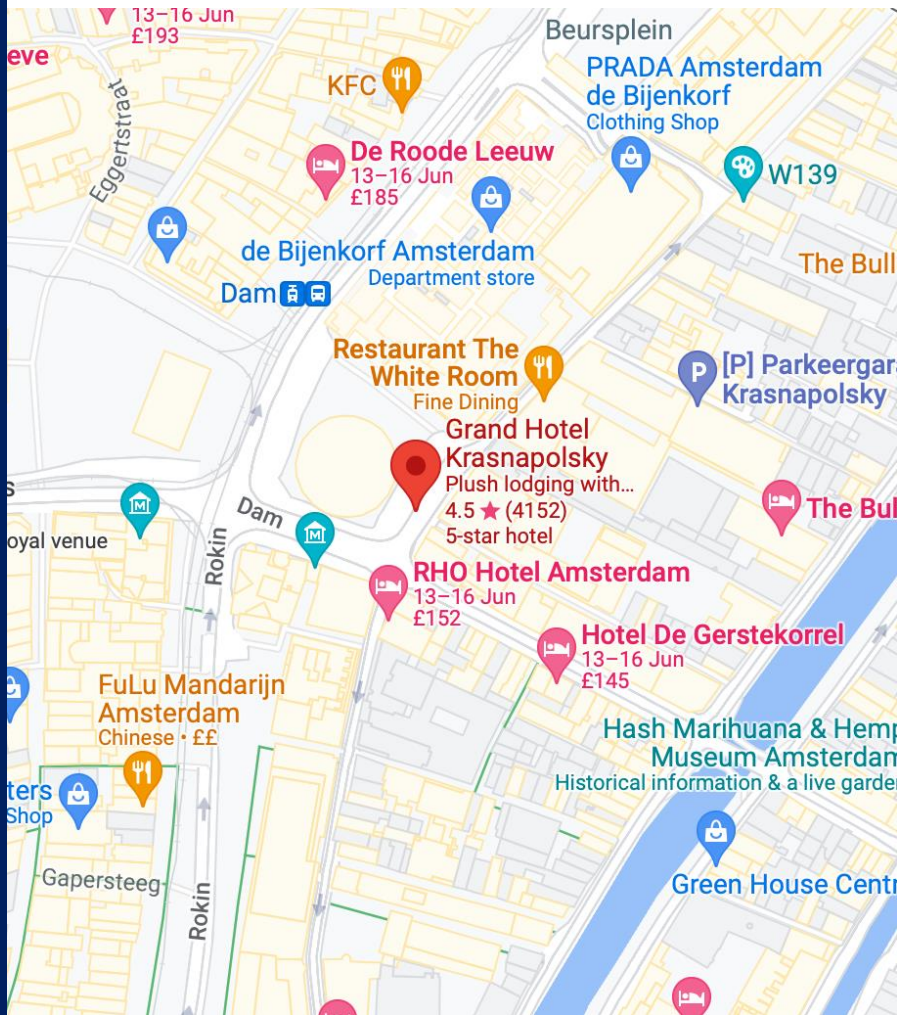 13–16 Jun
£193
eve
Beursplein
PRADA Amsterdam
de Bijenkorf
Clothing Shop
KFC
Eggertstraat
De Roode Leeuw
13–16 Jun
£185
W139
de Bijenkorf Amsterdam
Department store
The Bull
Dam
Restaurant The
White Room
Fine Dining
P
[P] Parkeergara
Krasnapolsky
Grand Hotel
Krasnapolsky
Plush lodging with...
4.5 ★ (4152)
5-star hotel
s
M
Dam
M
The Bul
oyal venue
Rokin
RHO Hotel Amsterdam
13–16 Jun
£152
Hotel De Gerstekorrel
13–16 Jun
£145
FuLu Mandarijn
Amsterdam
Chinese • ££
Hash Marihuana & Hemp
Museum Amsterdam
Historical information & a live garden
ters
Shop
Gapersteeg
Rokin
Green House Centr